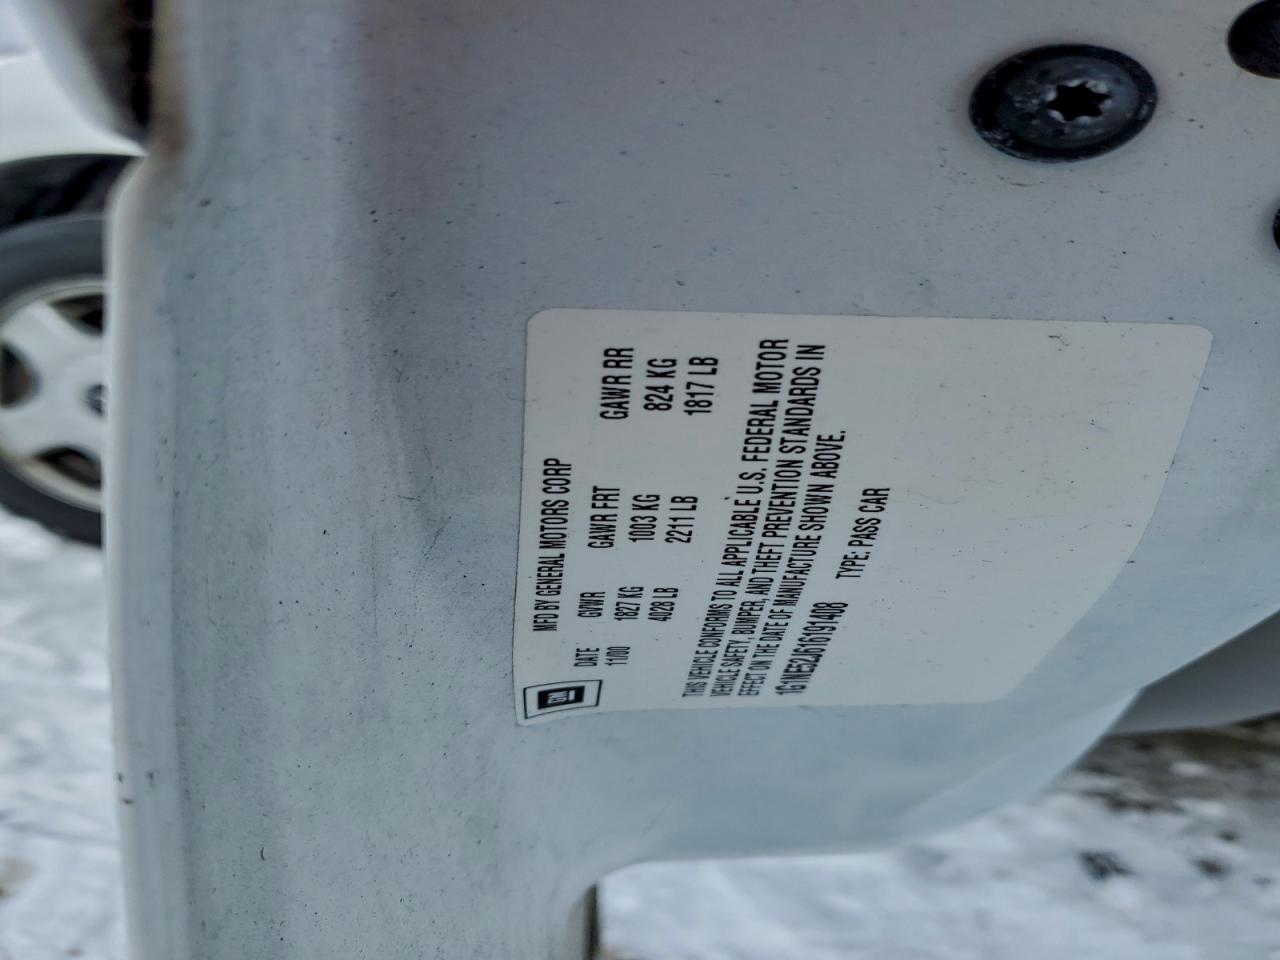 GM
MFD BY GENERAL MOTORS CORP
DATE GVWR GAWR FRT GAWR RR
11/00 1827 KG 1003 KG 824 KG
4028 LB 2211 LB 1817 LB
THIS VEHICLE CONFORMS TO ALL APPLICABLE U.S. FEDERAL MOTOR
VEHICLE SAFETY, BUMPER, AND THEFT PREVENTION STANDARDS IN
EFFECT ON THE DATE OF MANUFACTURE SHOWN ABOVE.
1G1NE52J616191408 TYPE: PASS CAR